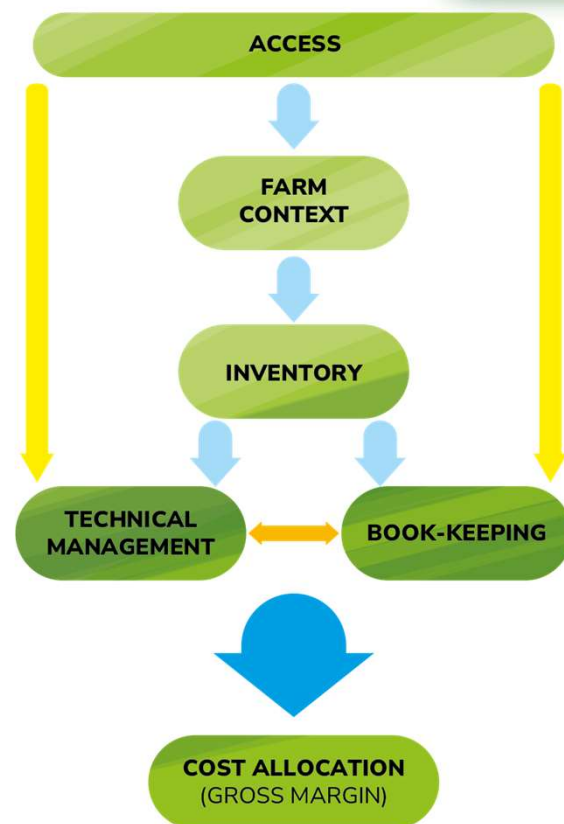 ACCESS
FARM
CONTEXT
INVENTORY
TECHNICAL
MANAGEMENT
BOOK-KEEPING
COST ALLOCATION
(GROSS MARGIN)